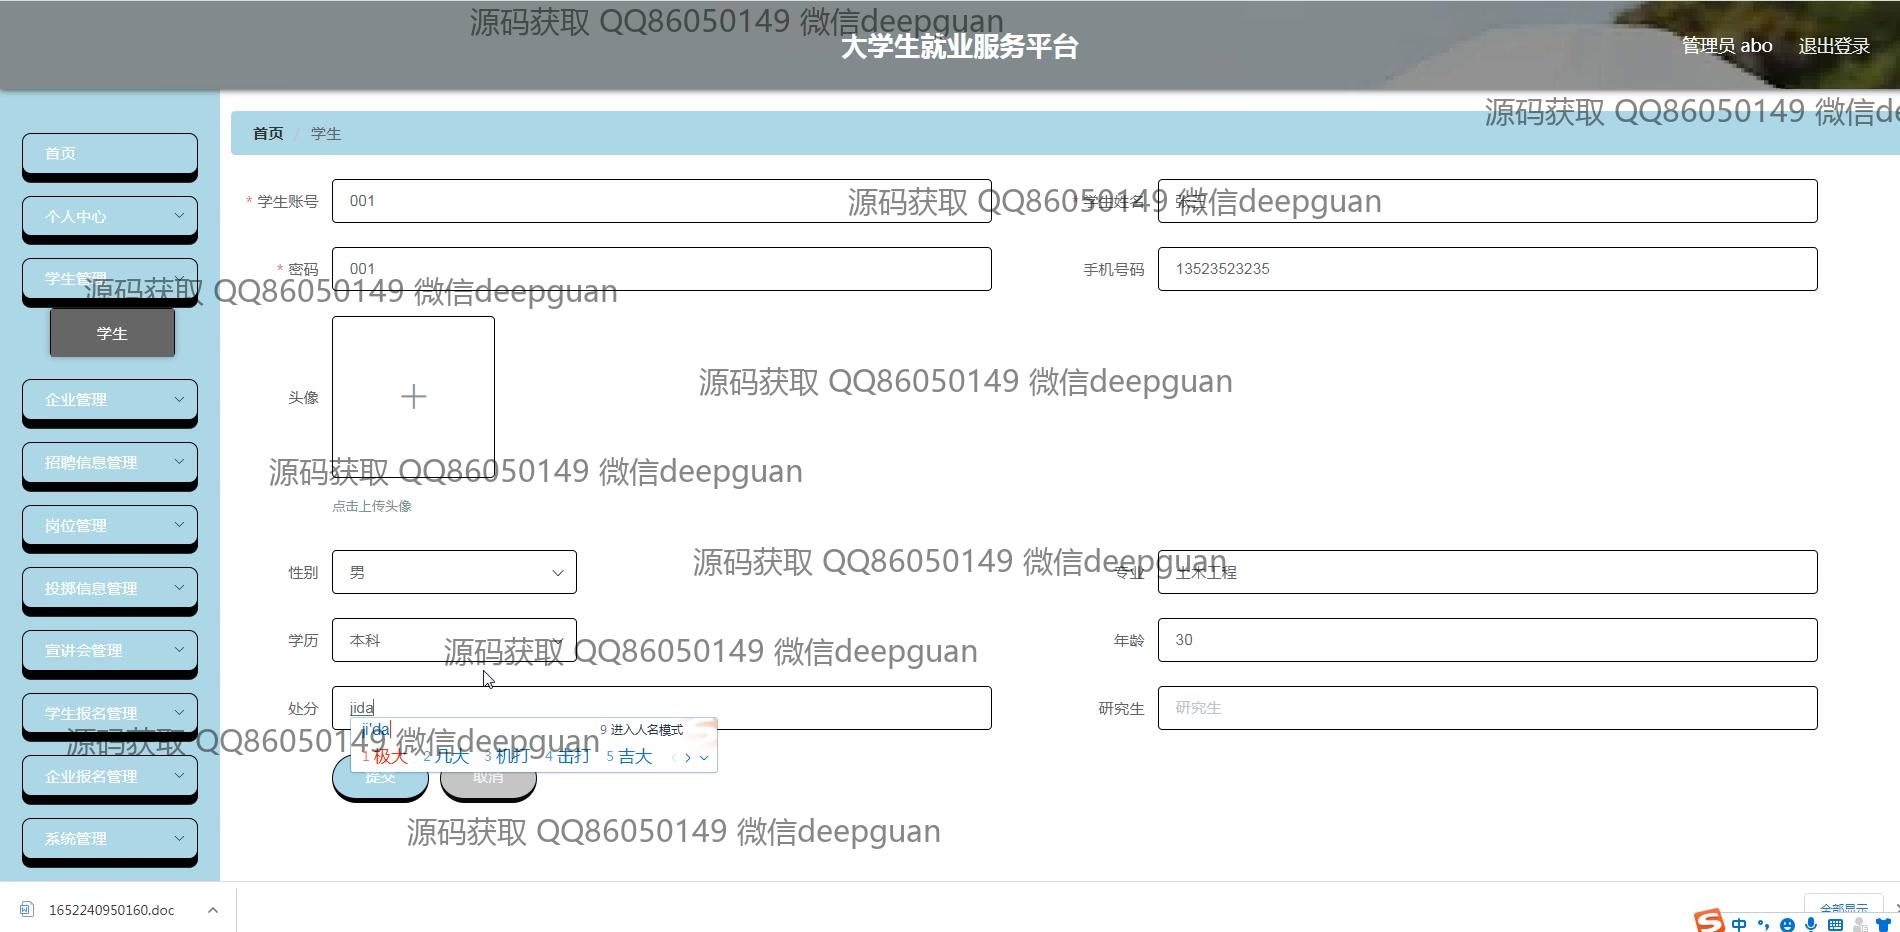 源码获取 QQ86050149 微信deepguan
大学生就业服务平台
管理员 abo 退出登录
源码获取 QQ86050149 微信de
首页 / 学生
首页
个人中心
学生管理
学生
企业管理
招聘信息管理
岗位管理
投掷信息管理
宣讲会管理
学生报名管理
企业报名管理
系统管理
* 学生账号 001
* 学生姓名
源码获取 QQ86050149 微信deepguan
* 密码 001
手机号码 13523523235
源码获取 QQ86050149 微信deepguan
头像
源码获取 QQ86050149 微信deepguan
源码获取 QQ86050149 微信deepguan
点击上传头像
性别 男
专业 土木工程
源码获取 QQ86050149 微信deepguan
学历 本科
年龄 30
源码获取 QQ86050149 微信deepguan
处分 jida
研究生 研究生
ji'da 9 进入人名模式
1 极大 2 几大 3 机打 4 击打 5 吉大
源码获取 QQ86050149 微信deepguan
提交 取消
源码获取 QQ86050149 微信deepguan
1652240950160.doc
全部显示
中